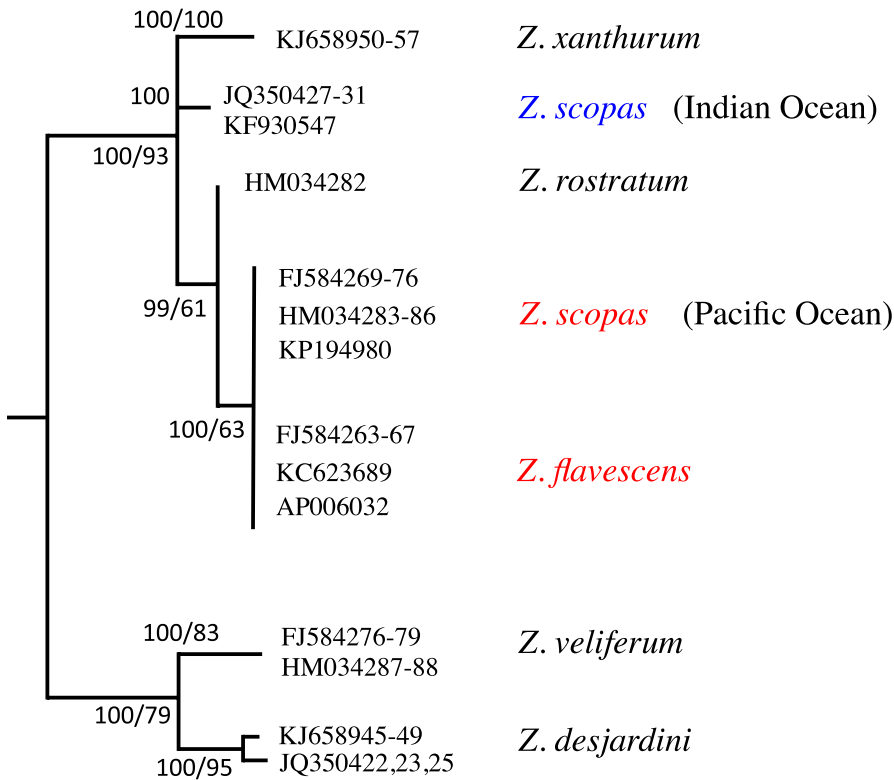 100/100
KJ658950-57 Z. xanthurum
100
JQ350427-31
KF930547
Z. scopas (Indian Ocean)
100/93
HM034282 Z. rostratum
FJ584269-76
99/61
HM034283-86 Z. scopas (Pacific Ocean)
KP194980
100/63
FJ584263-67
KC623689 Z. flavescens
AP006032
100/83
FJ584276-79
HM034287-88
Z. veliferum
100/79
KJ658945-49
JQ350422,23,25
Z. desjardini
100/95